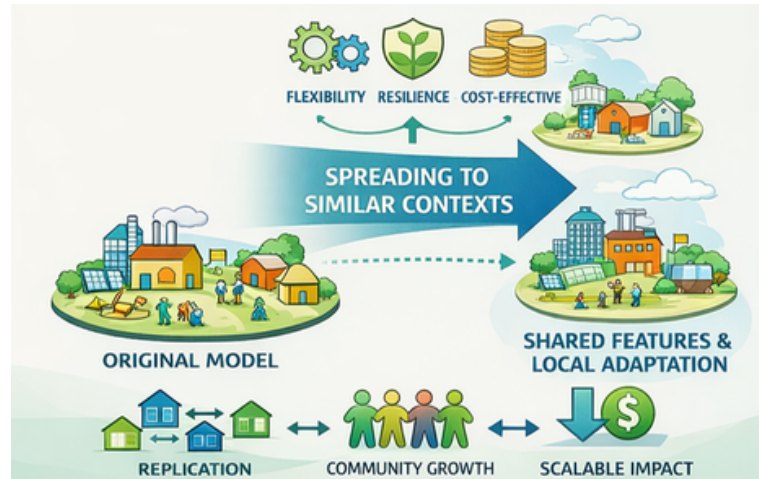 FLEXIBILITY RESILIENCE COST-EFFECTIVE
SPREADING TO
SIMILAR CONTEXTS
ORIGINAL MODEL
SHARED FEATURES &
LOCAL ADAPTATION
$
REPLICATION
COMMUNITY GROWTH
SCALABLE IMPACT